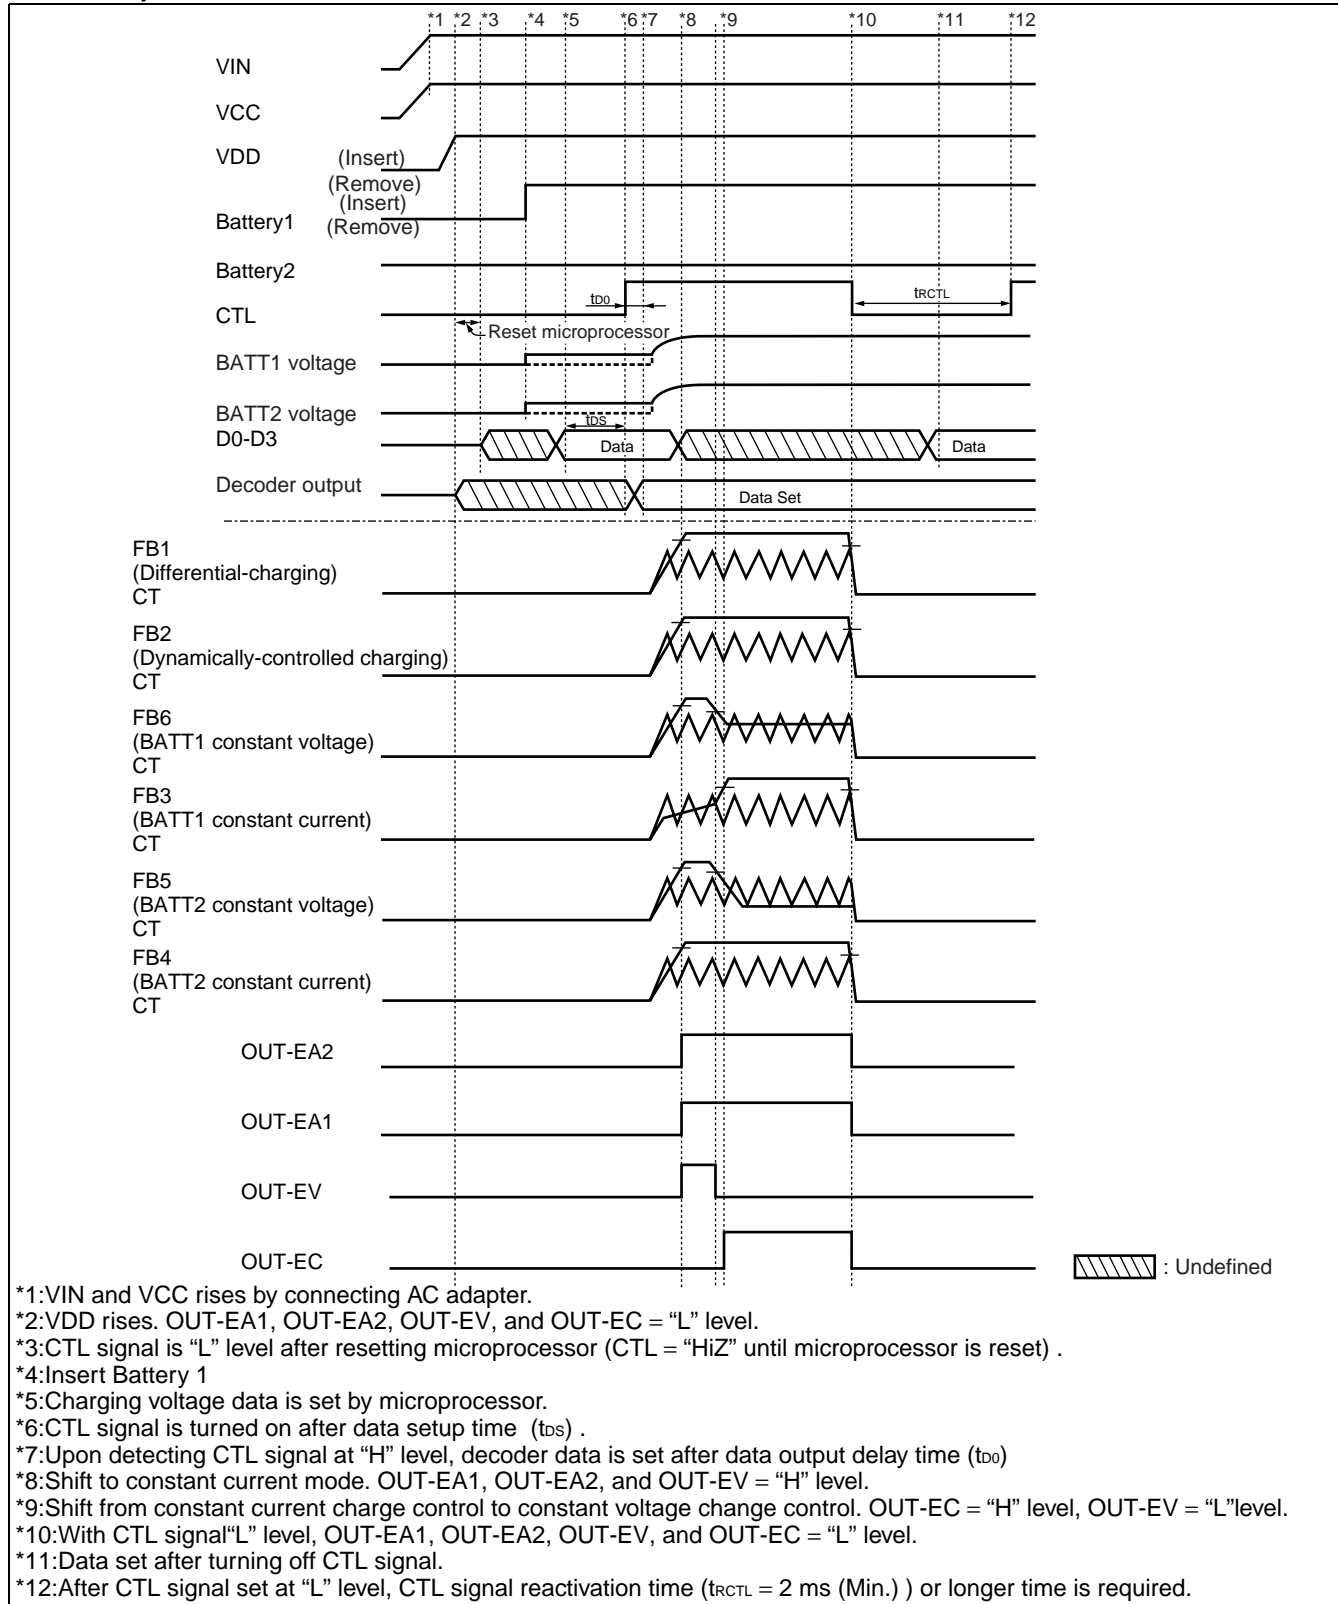 *1 *2 *3 *4 *5 *6 *7 *8 *9 *10 *11 *12
VIN
VCC
VDD
(Insert)
(Remove)
(Insert)
Battery1
(Remove)
Battery2
tD0
tRCTL
CTL
Reset microprocessor
BATT1 voltage
BATT2 voltage
tDS
D0-D3
Data
Data
Decoder output
Data Set
FB1
(Differential-charging)
CT
FB2
(Dynamically-controlled charging)
CT
FB6
(BATT1 constant voltage)
CT
FB3
(BATT1 constant current)
CT
FB5
(BATT2 constant voltage)
CT
FB4
(BATT2 constant current)
CT
OUT-EA2
OUT-EA1
OUT-EV
OUT-EC
: Undefined
*1:VIN and VCC rises by connecting AC adapter.
*2:VDD rises. OUT-EA1, OUT-EA2, OUT-EV, and OUT-EC = “L” level.
*3:CTL signal is “L” level after resetting microprocessor (CTL = “HiZ” until microprocessor is reset) .
*4:Insert Battery 1
*5:Charging voltage data is set by microprocessor.
*6:CTL signal is turned on after data setup time (tDS) .
*7:Upon detecting CTL signal at “H” level, decoder data is set after data output delay time (tD0)
*8:Shift to constant current mode. OUT-EA1, OUT-EA2, and OUT-EV = “H” level.
*9:Shift from constant current charge control to constant voltage change control. OUT-EC = “H” level, OUT-EV = “L”level.
*10:With CTL signal“L” level, OUT-EA1, OUT-EA2, OUT-EV, and OUT-EC = “L” level.
*11:Data set after turning off CTL signal.
*12:After CTL signal set at “L” level, CTL signal reactivation time (tRCTL = 2 ms (Min.) ) or longer time is required.